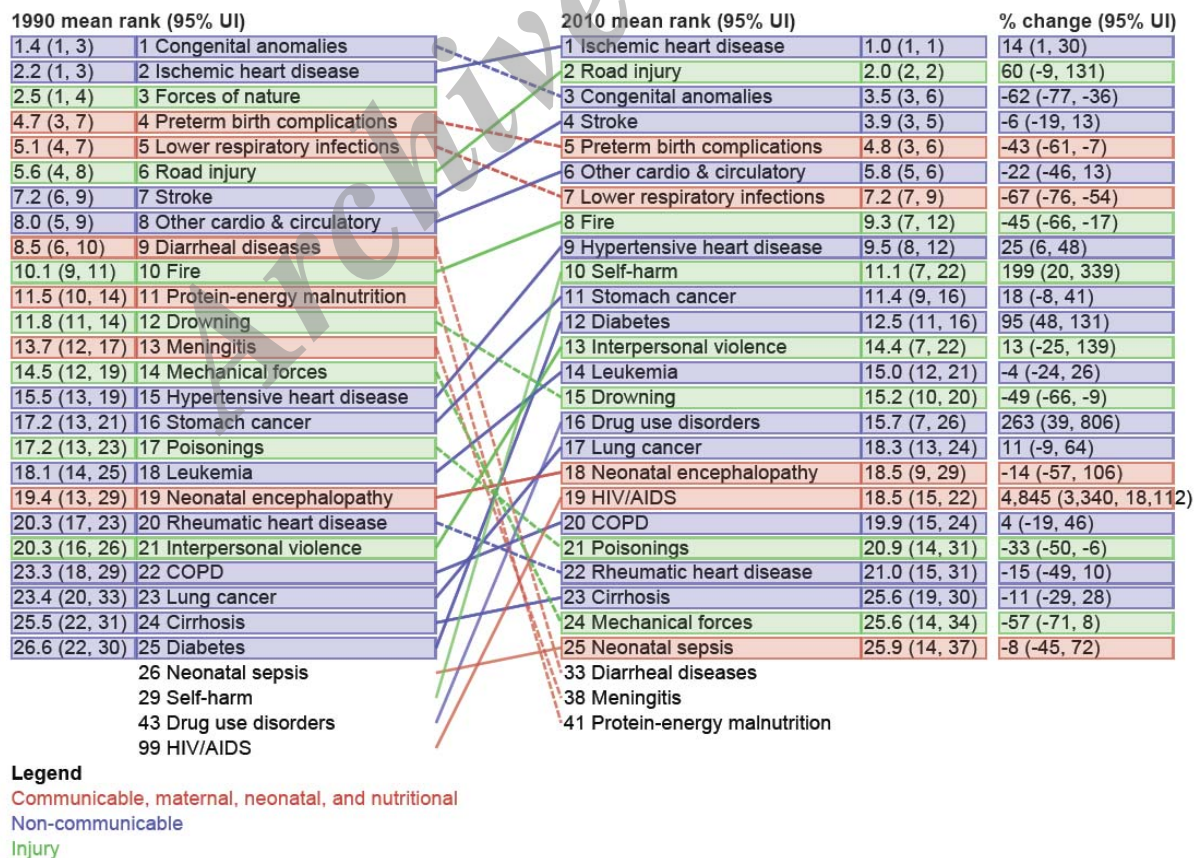 1990 mean rank (95% UI) 2010 mean rank (95% UI) % change (95% UI)
1.4 (1, 3) 1 Congenital anomalies 1 Ischemic heart disease 1.0 (1, 1) 14 (1, 30)
2.2 (1, 3) 2 Ischemic heart disease 2 Road injury 2.0 (2, 2) 60 (-9, 131)
2.5 (1, 4) 3 Forces of nature 3 Congenital anomalies 3.5 (3, 6) -62 (-77, -36)
4.7 (3, 7) 4 Preterm birth complications 4 Stroke 3.9 (3, 5) -6 (-19, 13)
5.1 (4, 7) 5 Lower respiratory infections 5 Preterm birth complications 4.8 (3, 6) -43 (-61, -7)
5.6 (4, 8) 6 Road injury 6 Other cardio & circulatory 5.8 (5, 6) -22 (-46, 13)
7.2 (6, 9) 7 Stroke 7 Lower respiratory infections 7.2 (7, 9) -67 (-76, -54)
8.0 (5, 9) 8 Other cardio & circulatory 8 Fire 9.3 (7, 12) -45 (-66, -17)
8.5 (6, 10) 9 Diarrheal diseases 9 Hypertensive heart disease 9.5 (8, 12) 25 (6, 48)
10.1 (9, 11) 10 Fire 10 Self-harm 11.1 (7, 22) 199 (20, 339)
11.5 (10, 14) 11 Protein-energy malnutrition 11 Stomach cancer 11.4 (9, 16) 18 (-8, 41)
11.8 (11, 14) 12 Drowning 12 Diabetes 12.5 (11, 16) 95 (48, 131)
13.7 (12, 17) 13 Meningitis 13 Interpersonal violence 14.4 (7, 22) 13 (-25, 139)
14.5 (12, 19) 14 Mechanical forces 14 Leukemia 15.0 (12, 21) -4 (-24, 26)
15.5 (13, 19) 15 Hypertensive heart disease 15 Drowning 15.2 (10, 20) -49 (-66, -9)
17.2 (13, 21) 16 Stomach cancer 16 Drug use disorders 15.7 (7, 26) 263 (39, 806)
17.2 (13, 23) 17 Poisonings 17 Lung cancer 18.3 (13, 24) 11 (-9, 64)
18.1 (14, 25) 18 Leukemia 18 Neonatal encephalopathy 18.5 (9, 29) -14 (-57, 106)
19.4 (13, 29) 19 Neonatal encephalopathy 19 HIV/AIDS 18.5 (15, 22) 4,845 (3,340, 18,112)
20.3 (17, 23) 20 Rheumatic heart disease 20 COPD 19.9 (15, 24) 4 (-19, 46)
20.3 (16, 26) 21 Interpersonal violence 21 Poisonings 20.9 (14, 31) -33 (-50, -6)
23.3 (18, 29) 22 COPD 22 Rheumatic heart disease 21.0 (15, 31) -15 (-49, 10)
23.4 (20, 33) 23 Lung cancer 23 Cirrhosis 25.6 (19, 30) -11 (-29, 28)
25.5 (22, 31) 24 Cirrhosis 24 Mechanical forces 25.6 (14, 34) -57 (-71, 8)
26.6 (22, 30) 25 Diabetes 25 Neonatal sepsis 25.9 (14, 37) -8 (-45, 72)
26 Neonatal sepsis 33 Diarrheal diseases
29 Self-harm 38 Meningitis
43 Drug use disorders 41 Protein-energy malnutrition
99 HIV/AIDS
Legend
Communicable, maternal, neonatal, and nutritional
Non-communicable
Injury
Archive